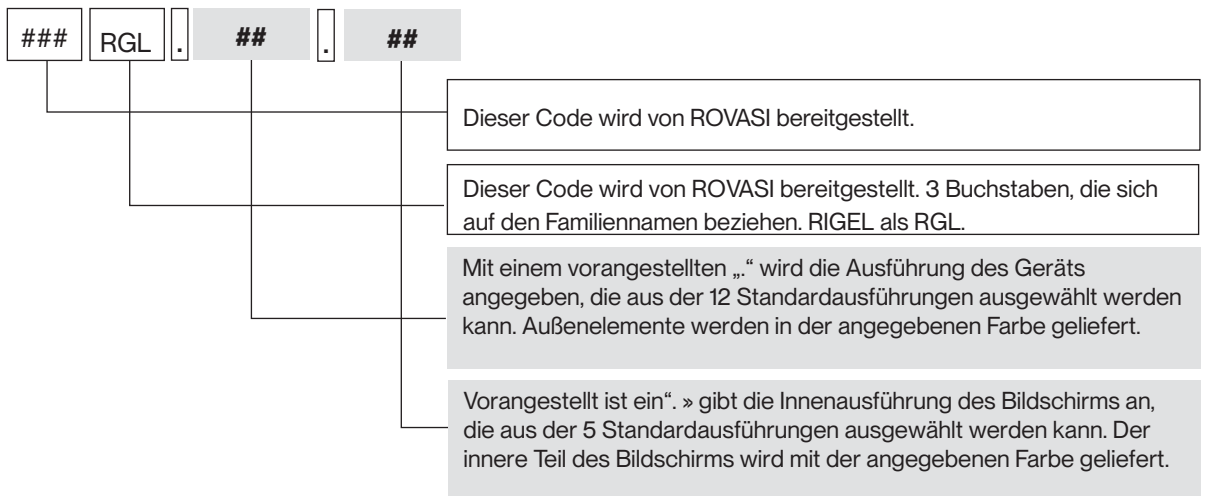 ### RGL . ## . ##
Dieser Code wird von ROVASI bereitgestellt.
Dieser Code wird von ROVASI bereitgestellt. 3 Buchstaben, die sich
auf den Familiennamen beziehen. RIGEL als RGL.
Mit einem vorangestellten „.“ wird die Ausführung des Geräts
angegeben, die aus der 12 Standardausführungen ausgewählt werden
kann. Außenelemente werden in der angegebenen Farbe geliefert.
Vorangestellt ist ein“. » gibt die Innenausführung des Bildschirms an,
die aus der 5 Standardausführungen ausgewählt werden kann. Der
innere Teil des Bildschirms wird mit der angegebenen Farbe geliefert.